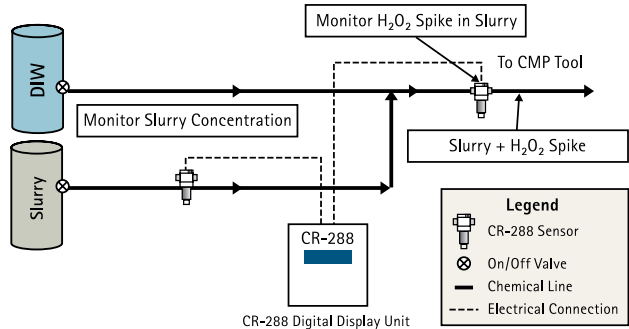 Monitor H₂O₂ Spike in Slurry
DIW
To CMP Tool
Monitor Slurry Concentration
Slurry + H₂O₂ Spike
Slurry
CR-288
CR-288 Digital Display Unit
Legend
CR-288 Sensor
On/Off Valve
Chemical Line
Electrical Connection